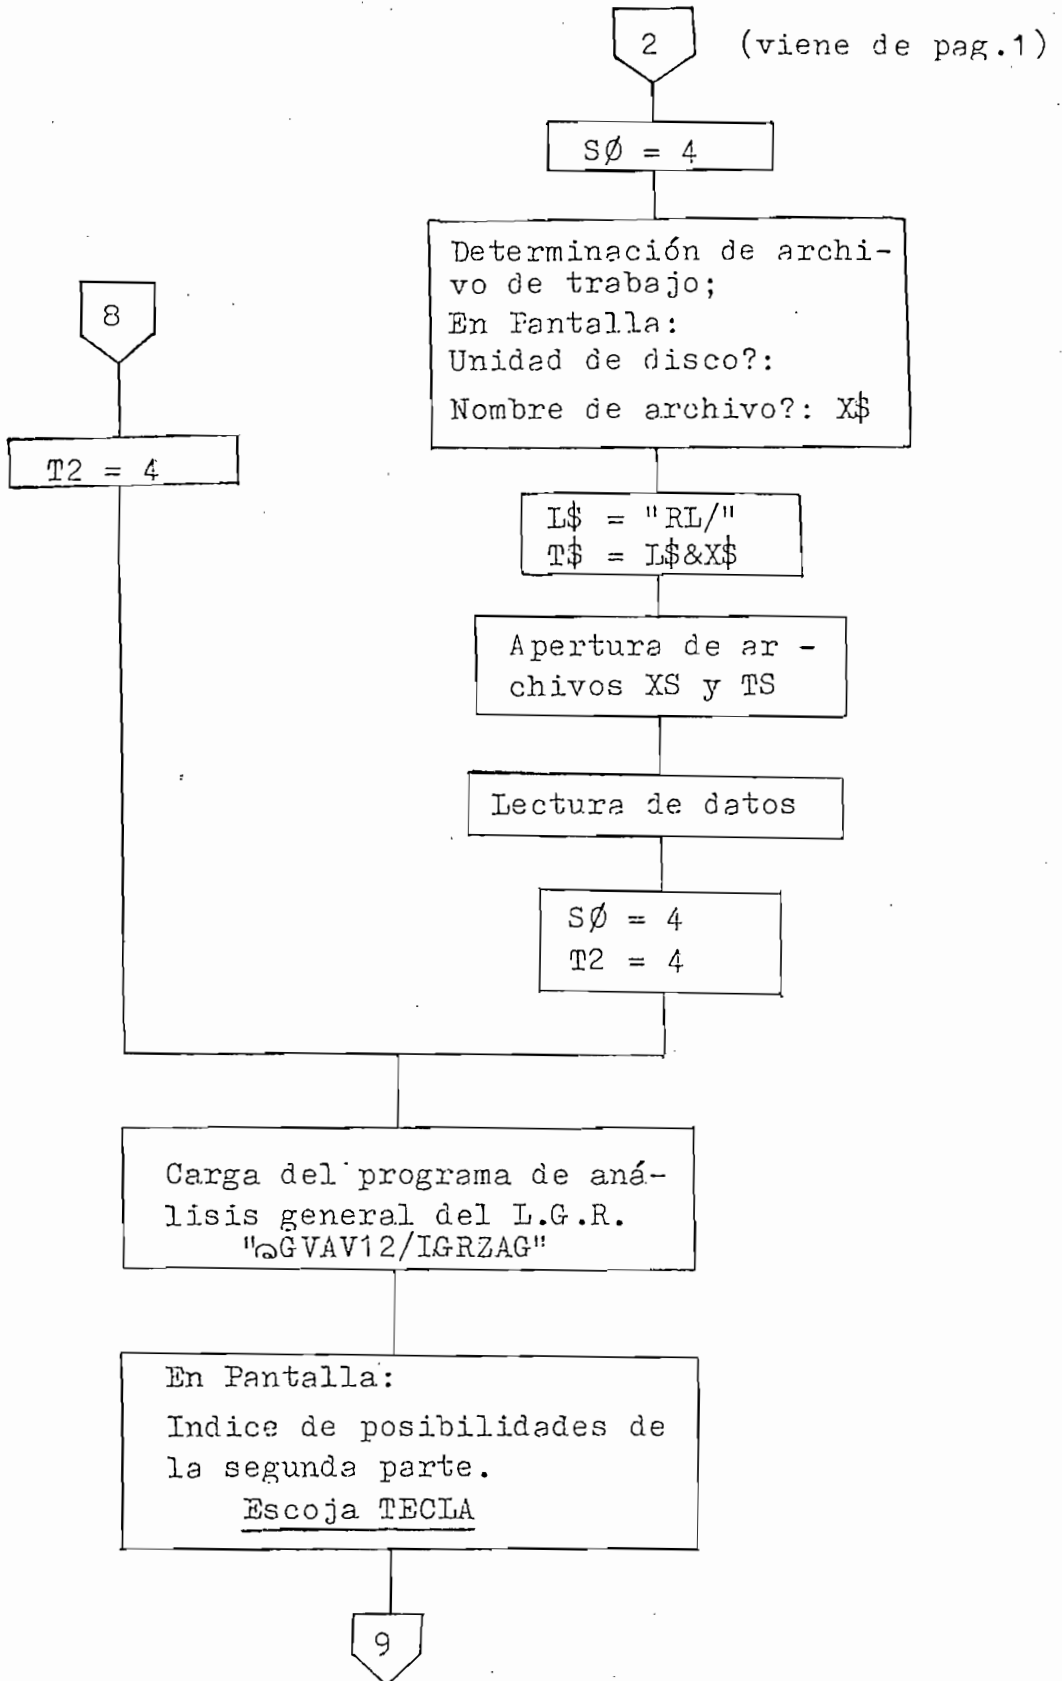 2 (viene de pag.1)
SØ = 4
Determinación de archi-
vo de trabajo;
En Pantalla:
Unidad de disco?:
Nombre de archivo?: X$
8
T2 = 4
L$ = "RL/"
T$ = L$&X$
Apertura de ar -
chivos XS y TS
Lectura de datos
SØ = 4
T2 = 4
Carga del programa de aná-
lisis general del L.G.R.
"@GVAV12/LGRZAG"
En Pantalla:
Indice de posibilidades de
la segunda parte.
Escoja TECLA
9